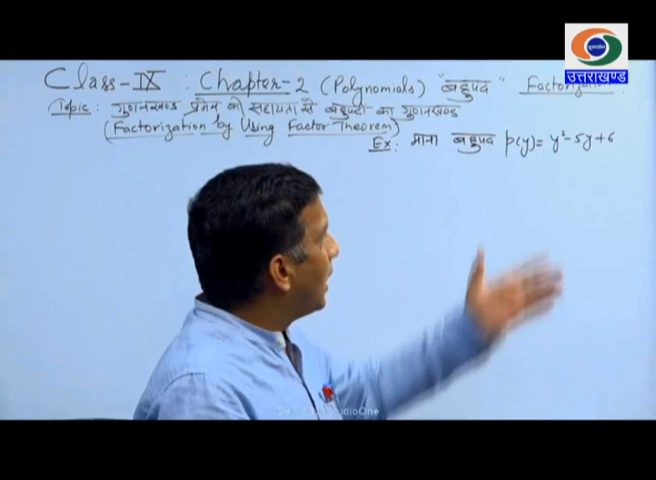 Class-IX : Chapter-2 (Polynomials) "बहुपद" Factoriz
Topic: गुणनखण्ड प्रमेय की सहायता से बहुपदों का गुणनखण्ड
(Factorization by Using Factor Theorem)
Ex: माना बहुपद p(y)= y²-5y+6
उत्तराखण्ड